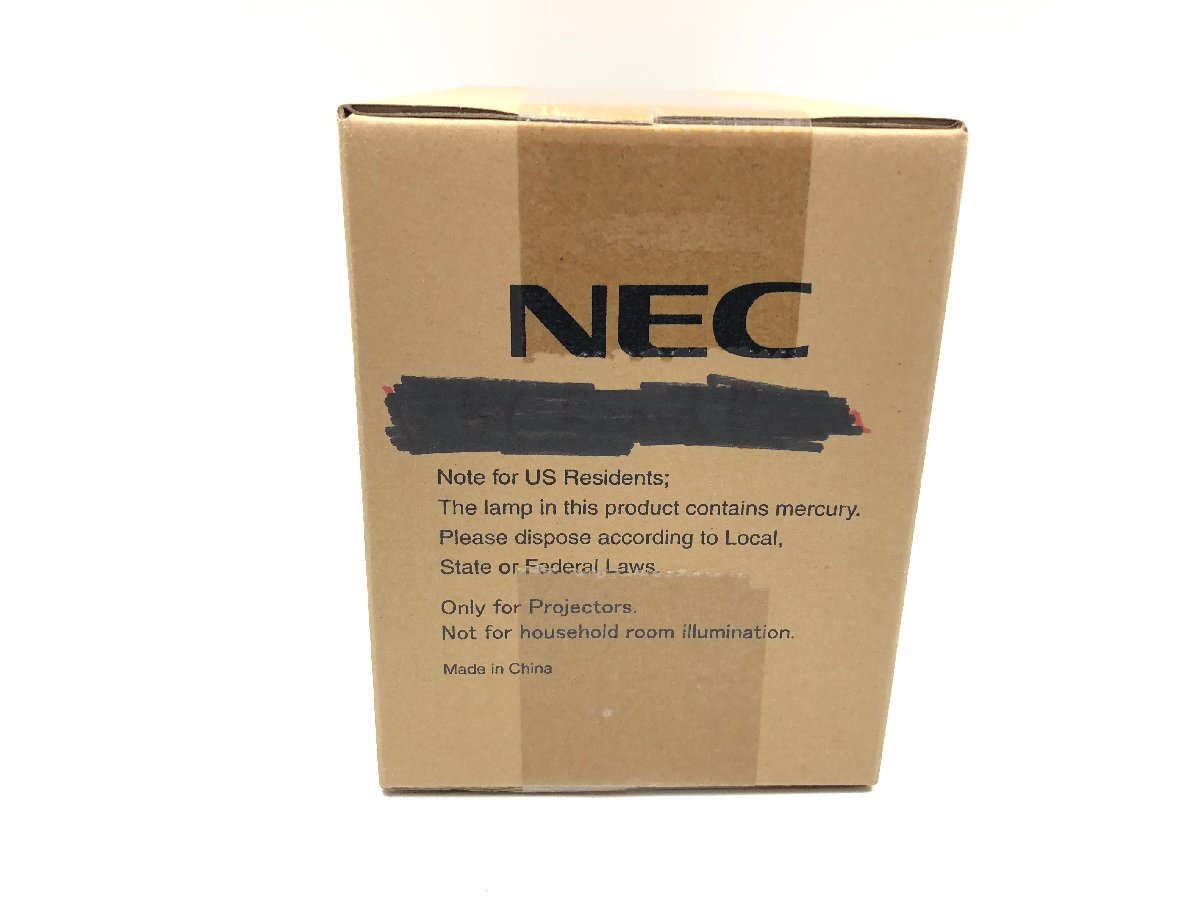 NEC
Note for US Residents;
The lamp in this product contains mercury.
Please dispose according to Local,
State or Federal Laws.
Only for Projectors.
Not for household room illumination.
Made in China